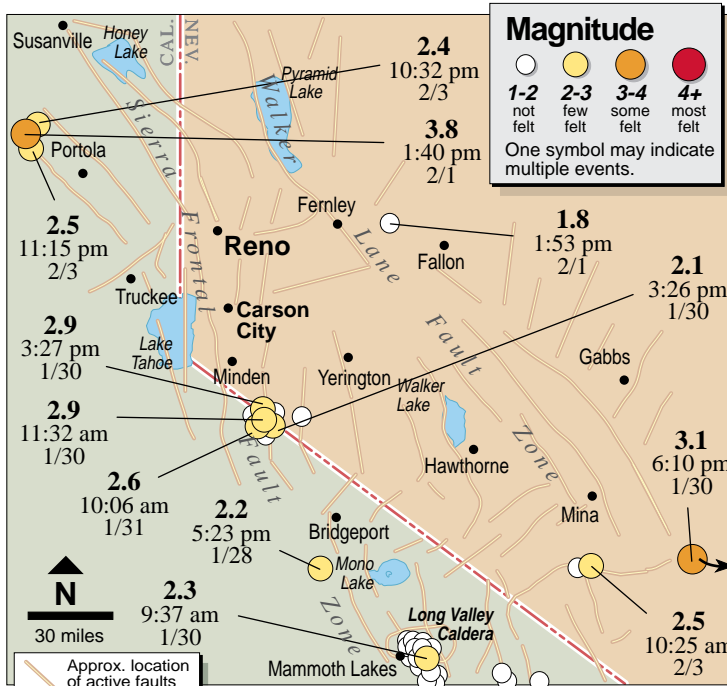 Susanville
Honey
Lake
CAL.
NEV.
2.4
10:32 pm
2/3
Magnitude
1-2
not
felt
2-3
few
felt
3-4
some
felt
4+
most
felt
One symbol may indicate
multiple events.
Pyramid
Lake
Walker
Lane
Fault
Zone
Sierra
Frontal
Fault
Zone
3.8
1:40 pm
2/1
Portola
2.5
11:15 pm
2/3
Fernley
Reno
1.8
1:53 pm
2/1
Fallon
2.1
3:26 pm
1/30
Truckee
Carson
City
2.9
3:27 pm
1/30
Lake
Tahoe
Minden
Yerington
Walker
Lake
Gabbs
2.9
11:32 am
1/30
Hawthorne
3.1
6:10 pm
1/30
2.6
10:06 am
1/31
2.2
5:23 pm
1/28
Bridgeport
Mina
Mono
Lake
N
30 miles
2.3
9:37 am
1/30
Long Valley
Caldera
2.5
10:25 am
2/3
Mammoth Lakes
Approx. location
of active faults